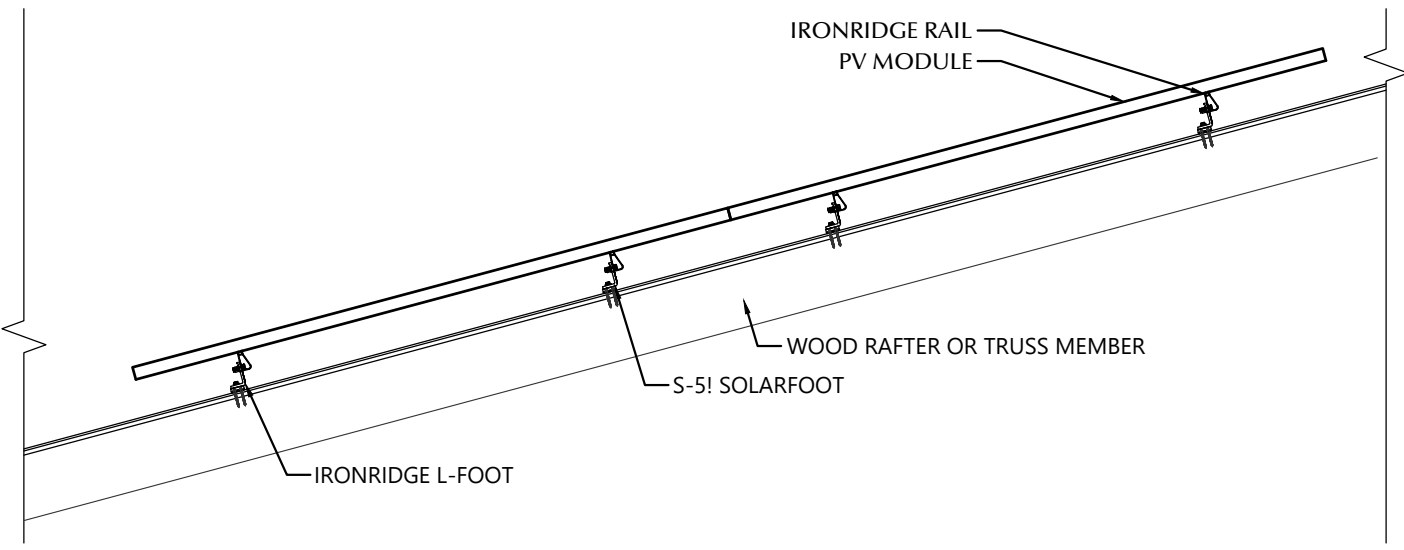 IRONRIDGE RAIL
PV MODULE
WOOD RAFTER OR TRUSS MEMBER
S-5! SOLARFOOT
IRONRIDGE L-FOOT